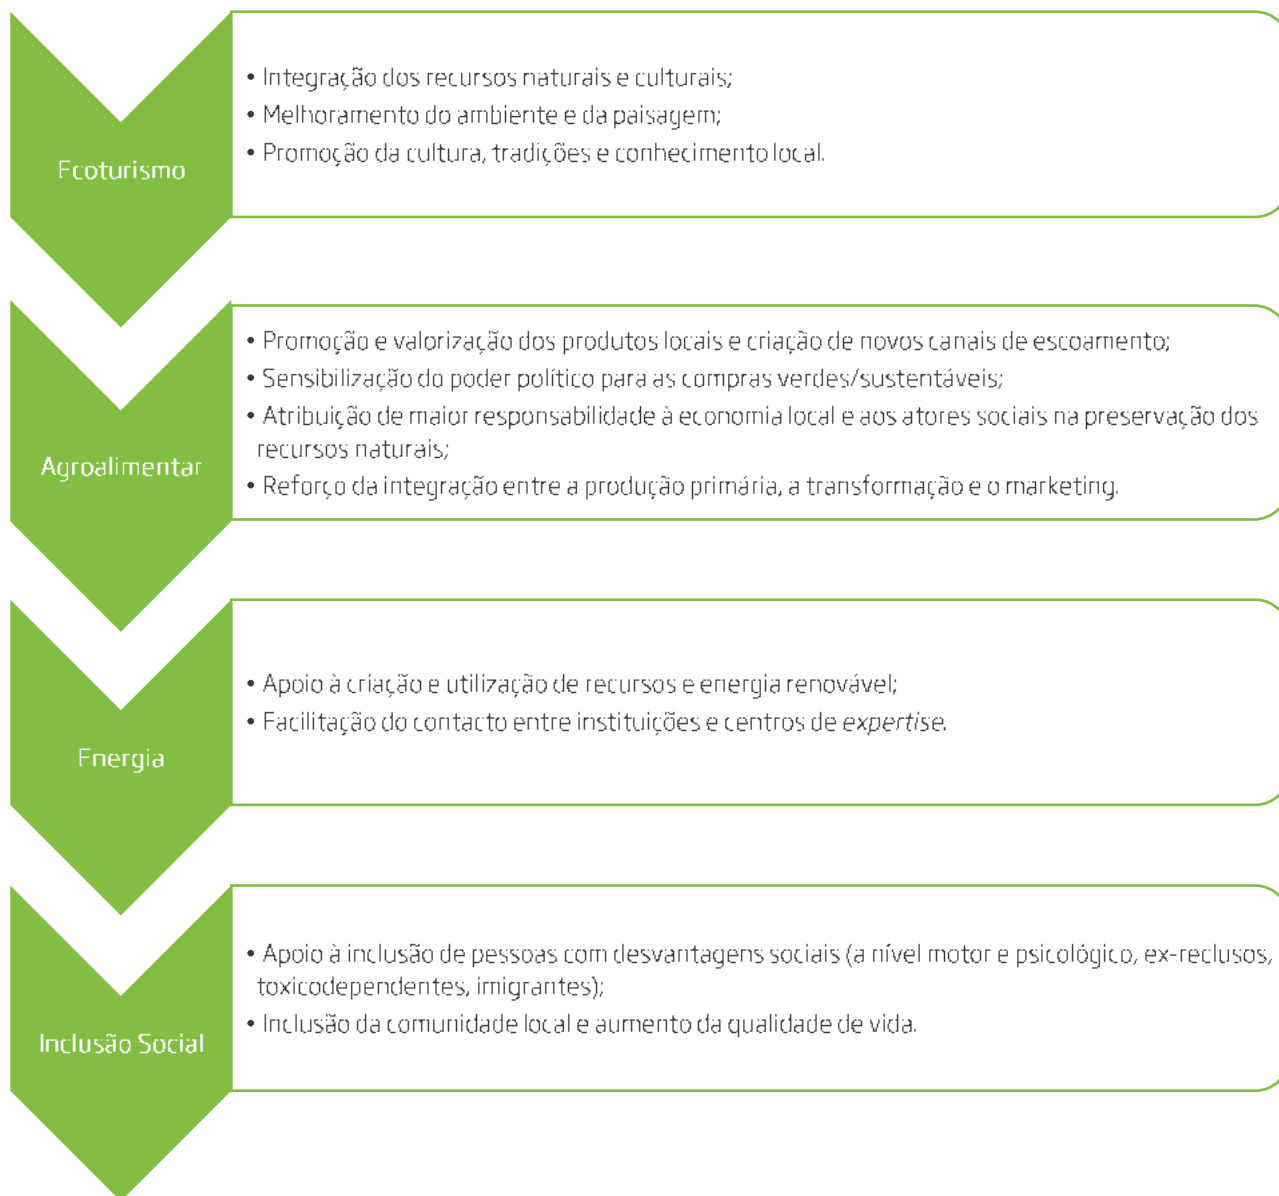 Ecoturismo
• Integração dos recursos naturais e culturais;
• Melhoramento do ambiente e da paisagem;
• Promoção da cultura, tradições e conhecimento local.
Agroalimentar
• Promoção e valorização dos produtos locais e criação de novos canais de escoamento;
• Sensibilização do poder político para as compras verdes/sustentáveis;
• Atribuição de maior responsabilidade à economia local e aos atores sociais na preservação dos
recursos naturais;
• Reforço da integração entre a produção primária, a transformação e o marketing.
Energia
• Apoio à criação e utilização de recursos e energia renovável;
• Facilitação do contacto entre instituições e centros de expertise.
Inclusão Social
• Apoio à inclusão de pessoas com desvantagens sociais (a nível motor e psicológico, ex-reclusos,
toxicodependentes, imigrantes);
• Inclusão da comunidade local e aumento da qualidade de vida.